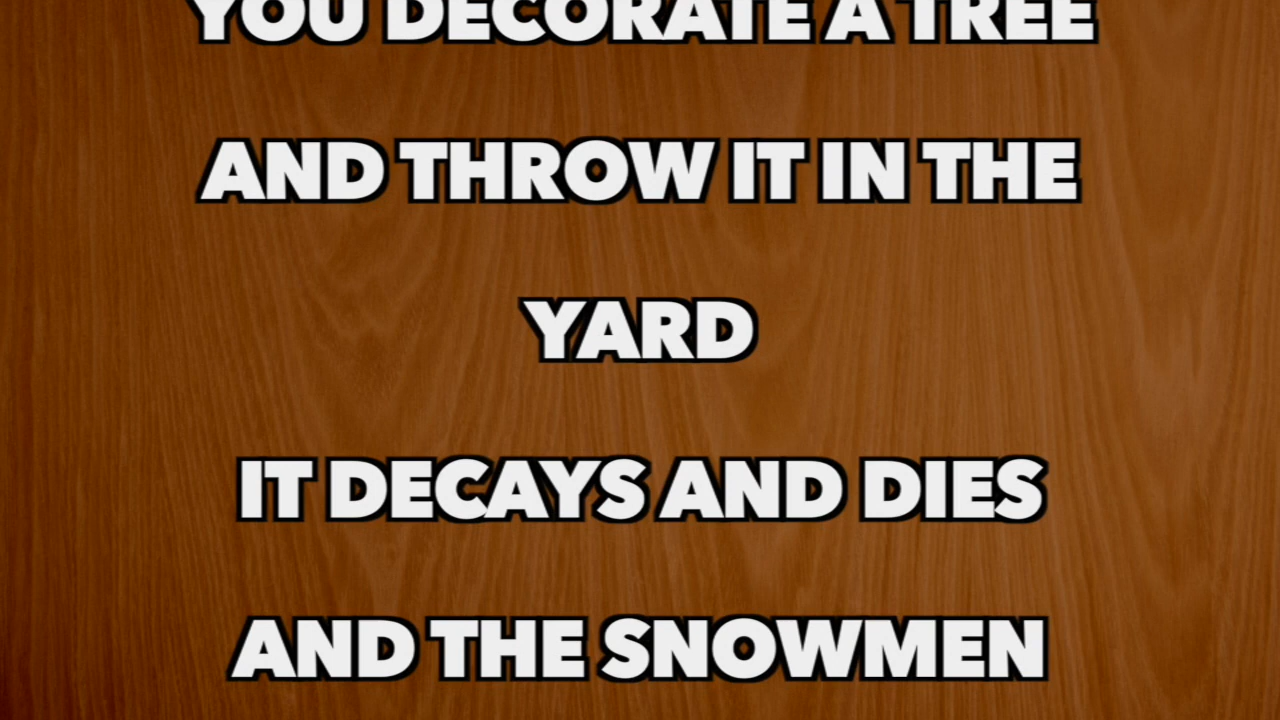 YOU DECORATE A TREE
AND THROW IT IN THE
YARD
IT DECAYS AND DIES
AND THE SNOWMEN